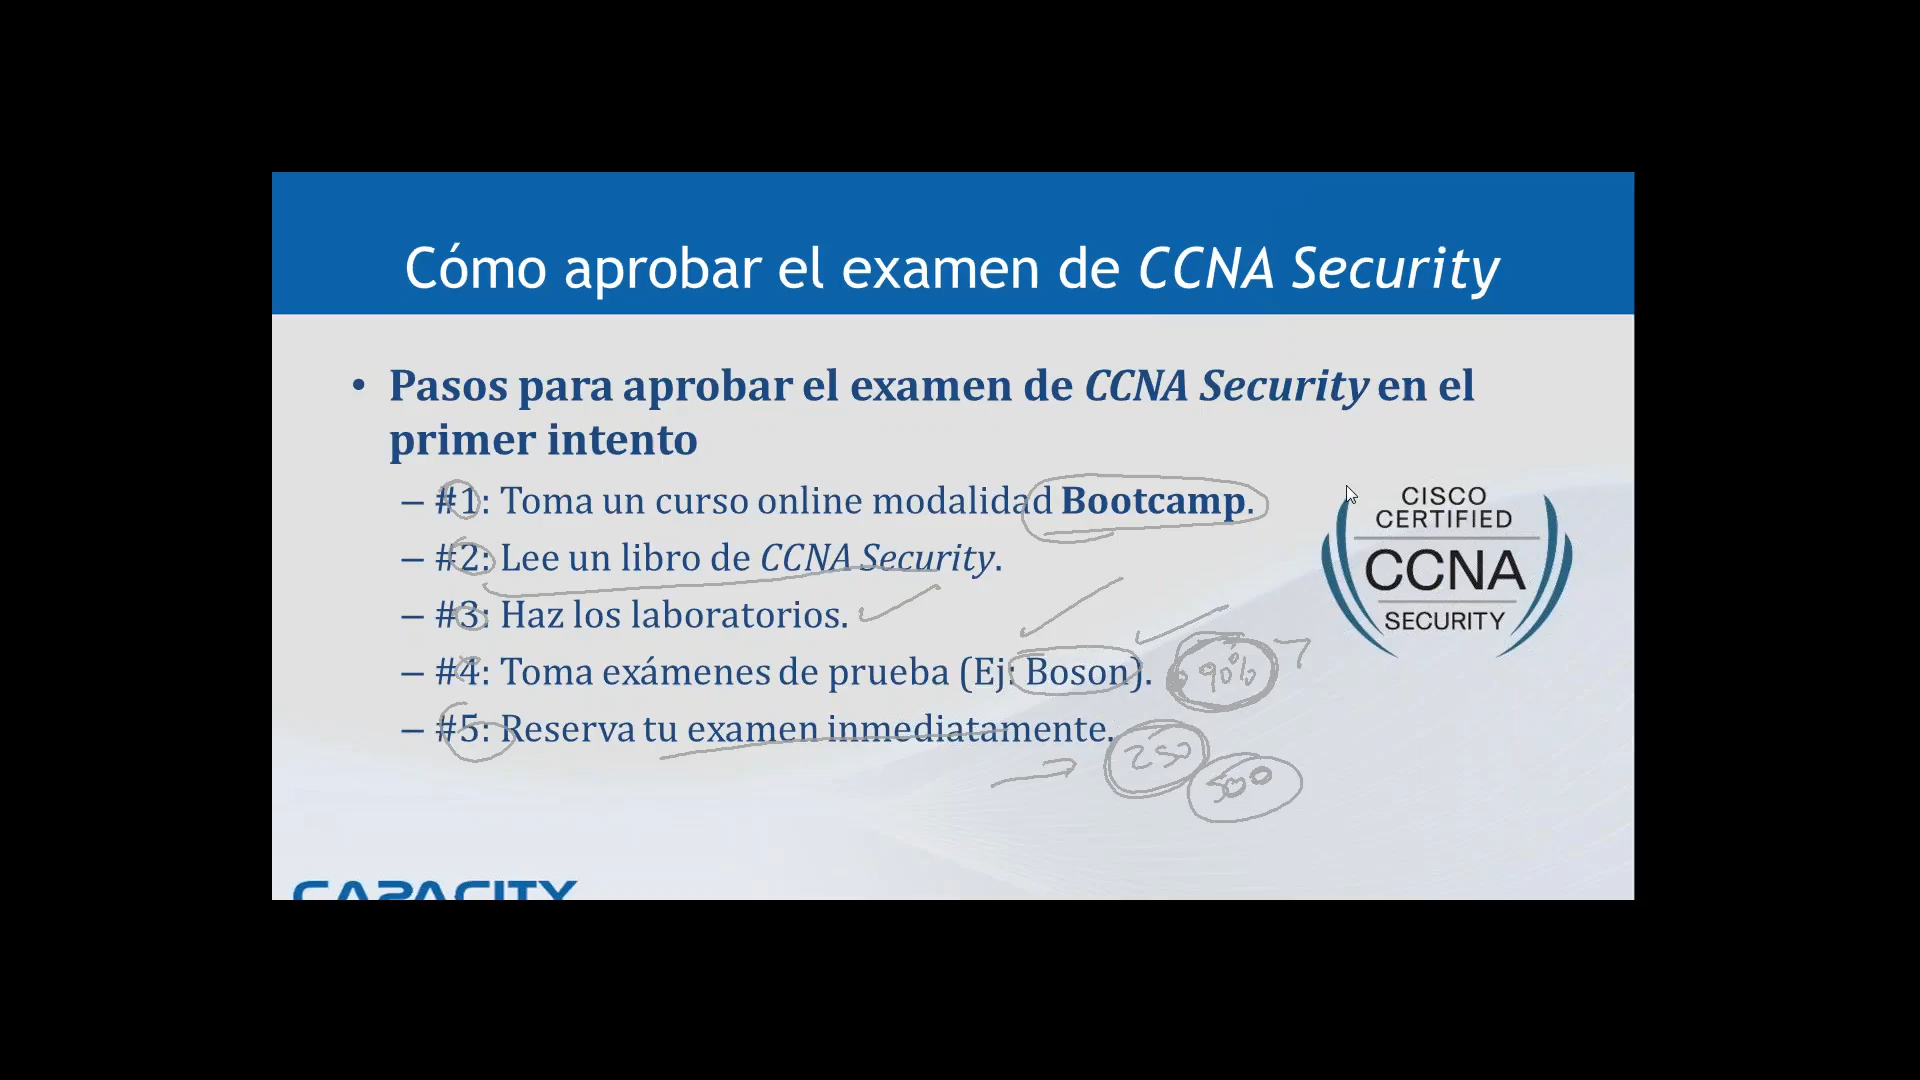 Cómo aprobar el examen de CCNA Security
• Pasos para aprobar el examen de CCNA Security en el
primer intento
– #1: Toma un curso online modalidad Bootcamp.
– #2: Lee un libro de CCNA Security.
– #3: Haz los laboratorios.
– #4: Toma exámenes de prueba (Ej: Boson). 90%
– #5: Reserva tu examen inmediatamente.
250
500
CISCO
CERTIFIED
CCNA
SECURITY
CAPACITY